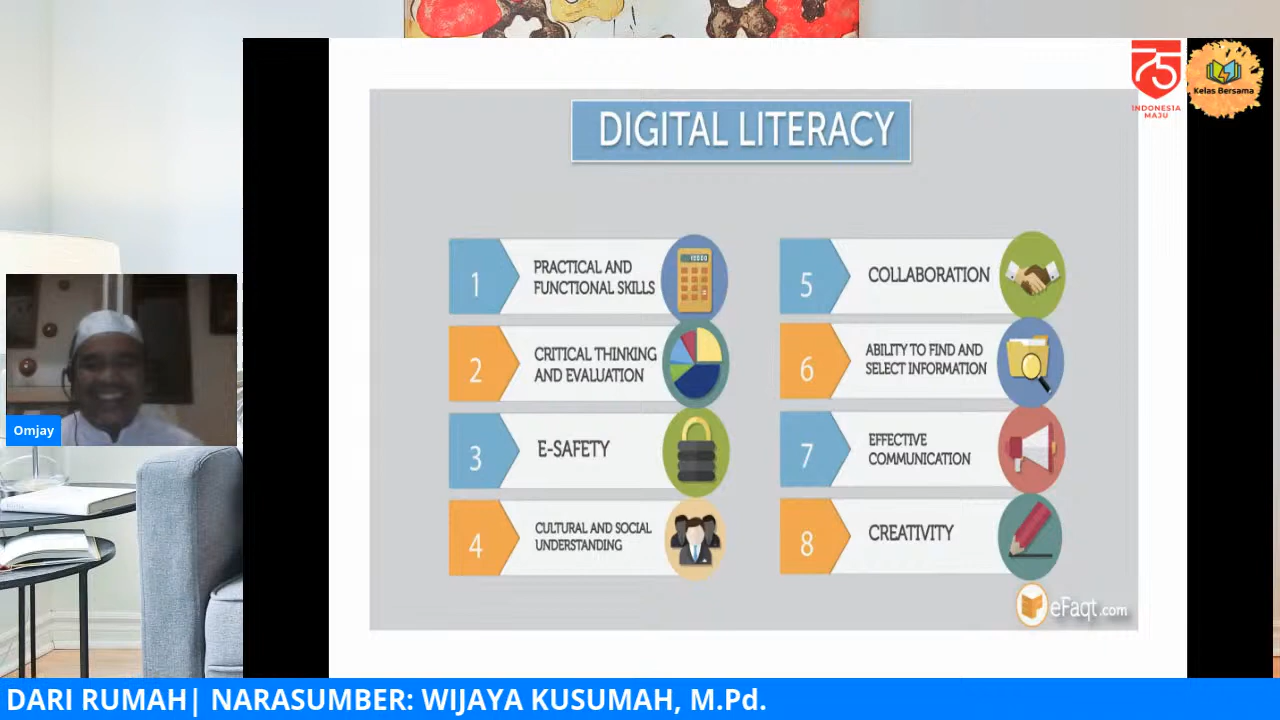 75
INDONESIA
MAJU
Kelas Bersama
DIGITAL LITERACY
1
PRACTICAL AND
FUNCTIONAL SKILLS
2
CRITICAL THINKING
AND EVALUATION
3
E-SAFETY
4
CULTURAL AND SOCIAL
UNDERSTANDING
5
COLLABORATION
6
ABILITY TO FIND AND
SELECT INFORMATION
7
EFFECTIVE
COMMUNICATION
8
CREATIVITY
eFaqt.com
Omjay
DARI RUMAH| NARASUMBER: WIJAYA KUSUMAH, M.Pd.